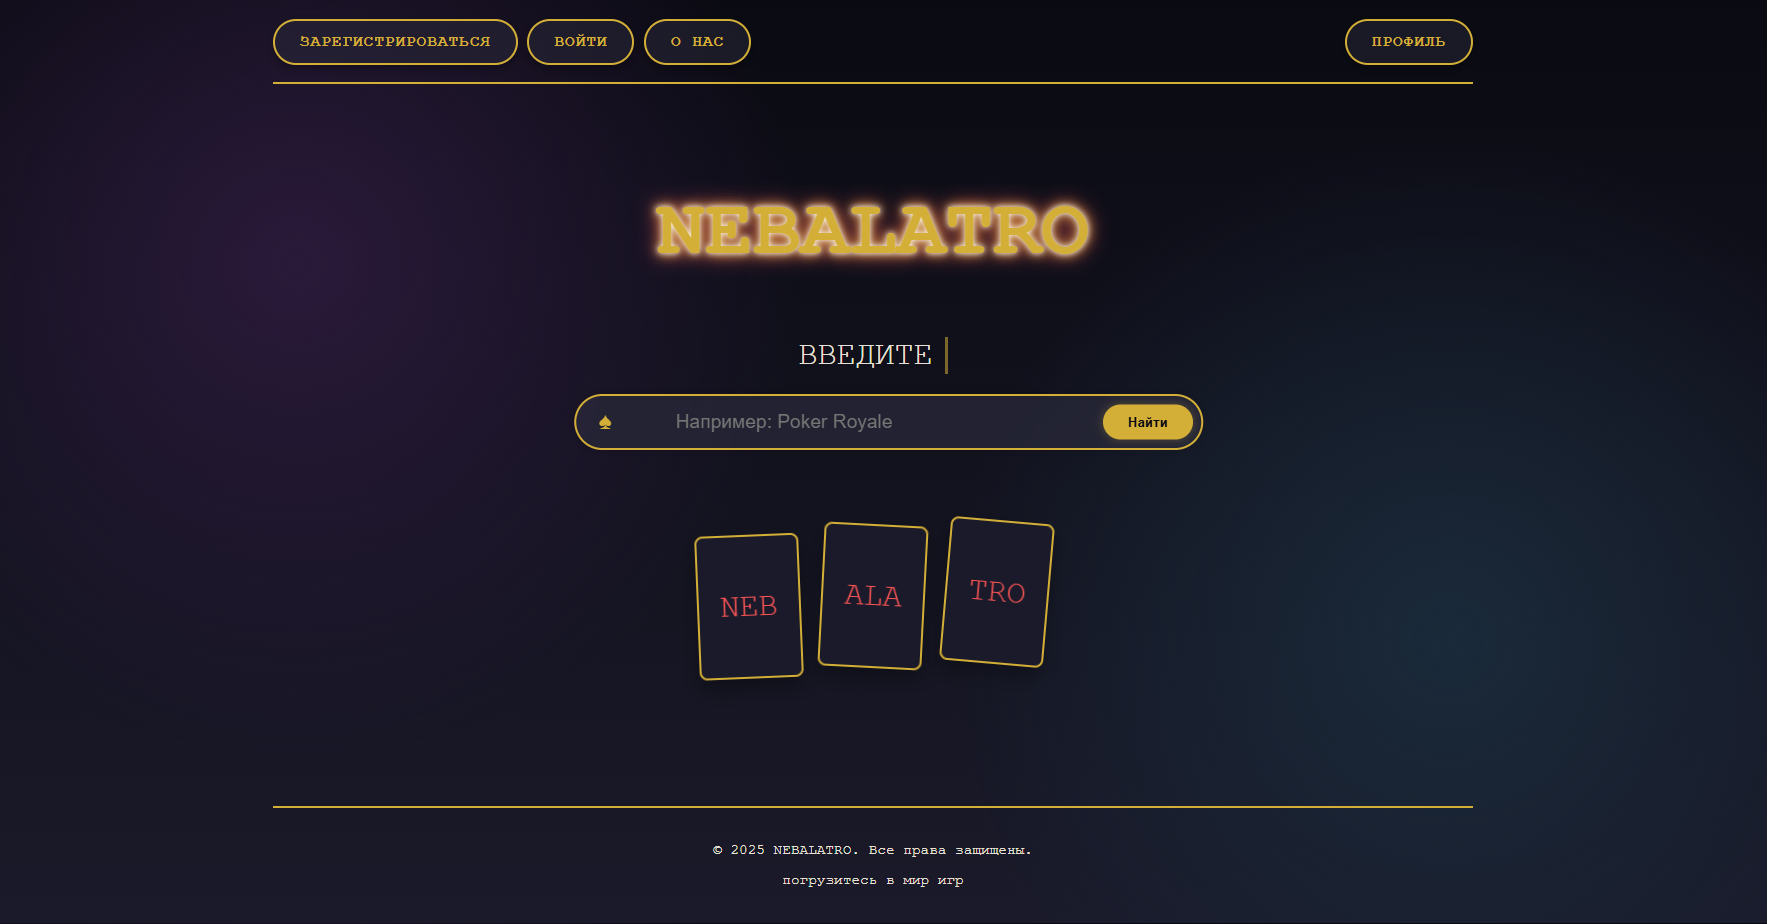 ЗАРЕГИСТРИРОВАТЬСЯ ВОЙТИ О НАС ПРОФИЛЬ
NEBALATRO
ВВЕДИТЕ
♠ Например: Poker Royale Найти
NEB ALA TRO
© 2025 NEBALATRO. Все права защищены.
погрузитесь в мир игр